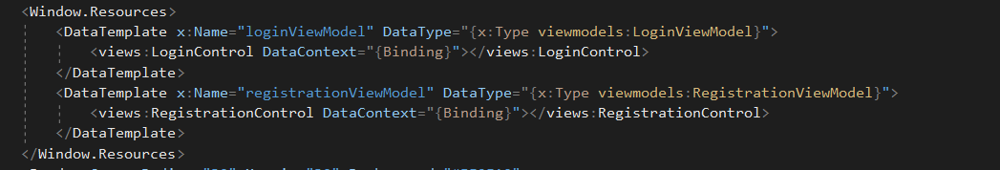 <Window.Resources>
<DataTemplate x:Name="loginViewModel" DataType="{x:Type viewmodels:LoginViewModel}">
<views:LoginControl DataContext="{Binding}"></views:LoginControl>
</DataTemplate>
<DataTemplate x:Name="registrationViewModel" DataType="{x:Type viewmodels:RegistrationViewModel}">
<views:RegistrationControl DataContext="{Binding}"></views:RegistrationControl>
</DataTemplate>
</Window.Resources>